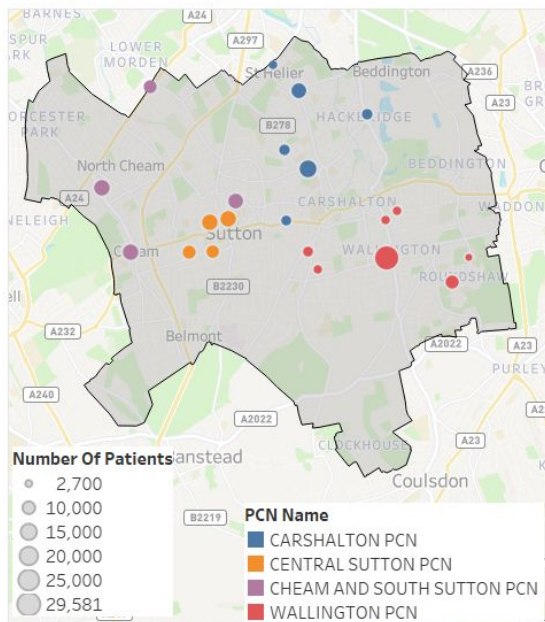 BARNES
A24
SPUR
PARK
LOWER
MORDEN
A297
St Helier
Beddington
A236
B278
HACKBRIDGE
A23
ORCESTER
PARK
North Cheam
BEDDINGTON
A24
CARSHALTON
WADDON
NELEIGH
Sutton
Cheam
WALLINGTON
ROUNDSHAW
B2230
A232
Belmont
A2022
A23
PURLEY
A240
A2022
Banstead
CLOCKHOUSE
A23
Coulsdon
B2219
Number Of Patients
2,700
10,000
15,000
20,000
25,000
29,581
PCN Name
CARSHALTON PCN
CENTRAL SUTTON PCN
CHEAM AND SOUTH SUTTON PCN
WALLINGTON PCN